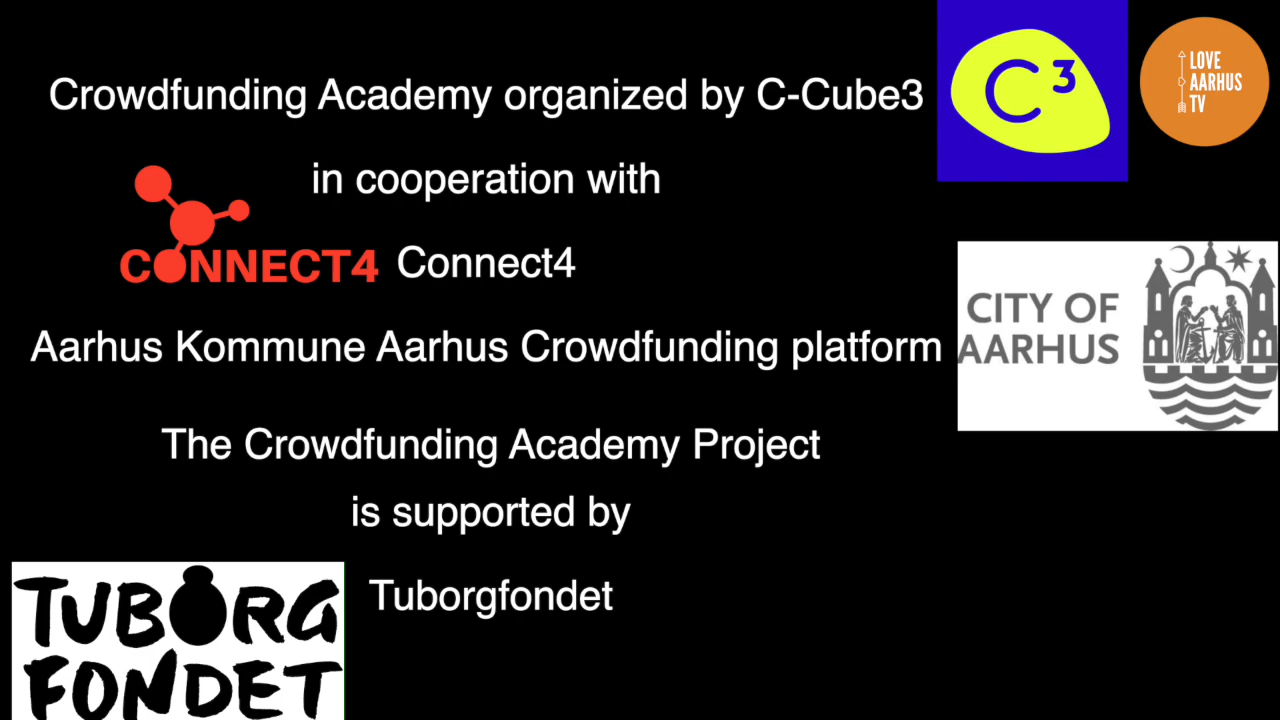 Crowdfunding Academy organized by C-Cube3
C3
LOVE
AARHUS
TV
in cooperation with
CONNECT4
Connect4
Aarhus Kommune Aarhus Crowdfunding platform
CITY OF
AARHUS
The Crowdfunding Academy Project
is supported by
Tuborgfondet
TUBORG
FONDET